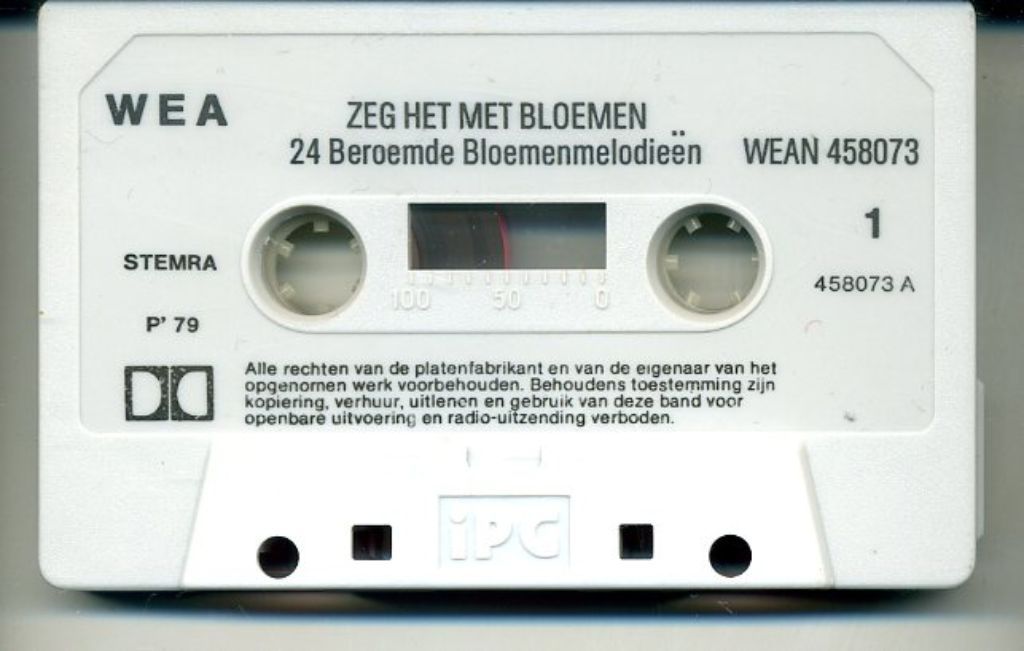 WEA
ZEG HET MET BLOEMEN
24 Beroemde Bloemenmelodieën
WEAN 458073
1
STEMRA
458073 A
100 50 0
P' 79
Alle rechten van de platenfabrikant en van de eigenaar van het
opgenomen werk voorbehouden. Behoudens toestemming zijn
kopiering, verhuur, uitlenen en gebruik van deze band voor
openbare uitvoering en radio-uitzending verboden.
iPC